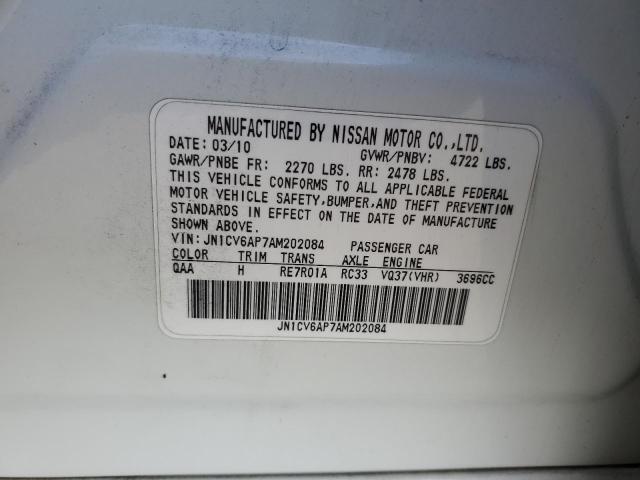 MANUFACTURED BY NISSAN MOTOR CO.,LTD.
DATE: 03/10 GVWR/PNBV: 4722 LBS.
GAWR/PNBE FR: 2270 LBS. RR: 2478 LBS.
THIS VEHICLE CONFORMS TO ALL APPLICABLE FEDERAL
MOTOR VEHICLE SAFETY,BUMPER,AND THEFT PREVENTION
STANDARDS IN EFFECT ON THE DATE OF MANUFACTURE
SHOWN ABOVE.
VIN: JN1CV6AP7AM202084 PASSENGER CAR
COLOR TRIM TRANS AXLE ENGINE
QAA H RE7R01A RC33 VQ37(VHR) 3696CC
JN1CV6AP7AM202084